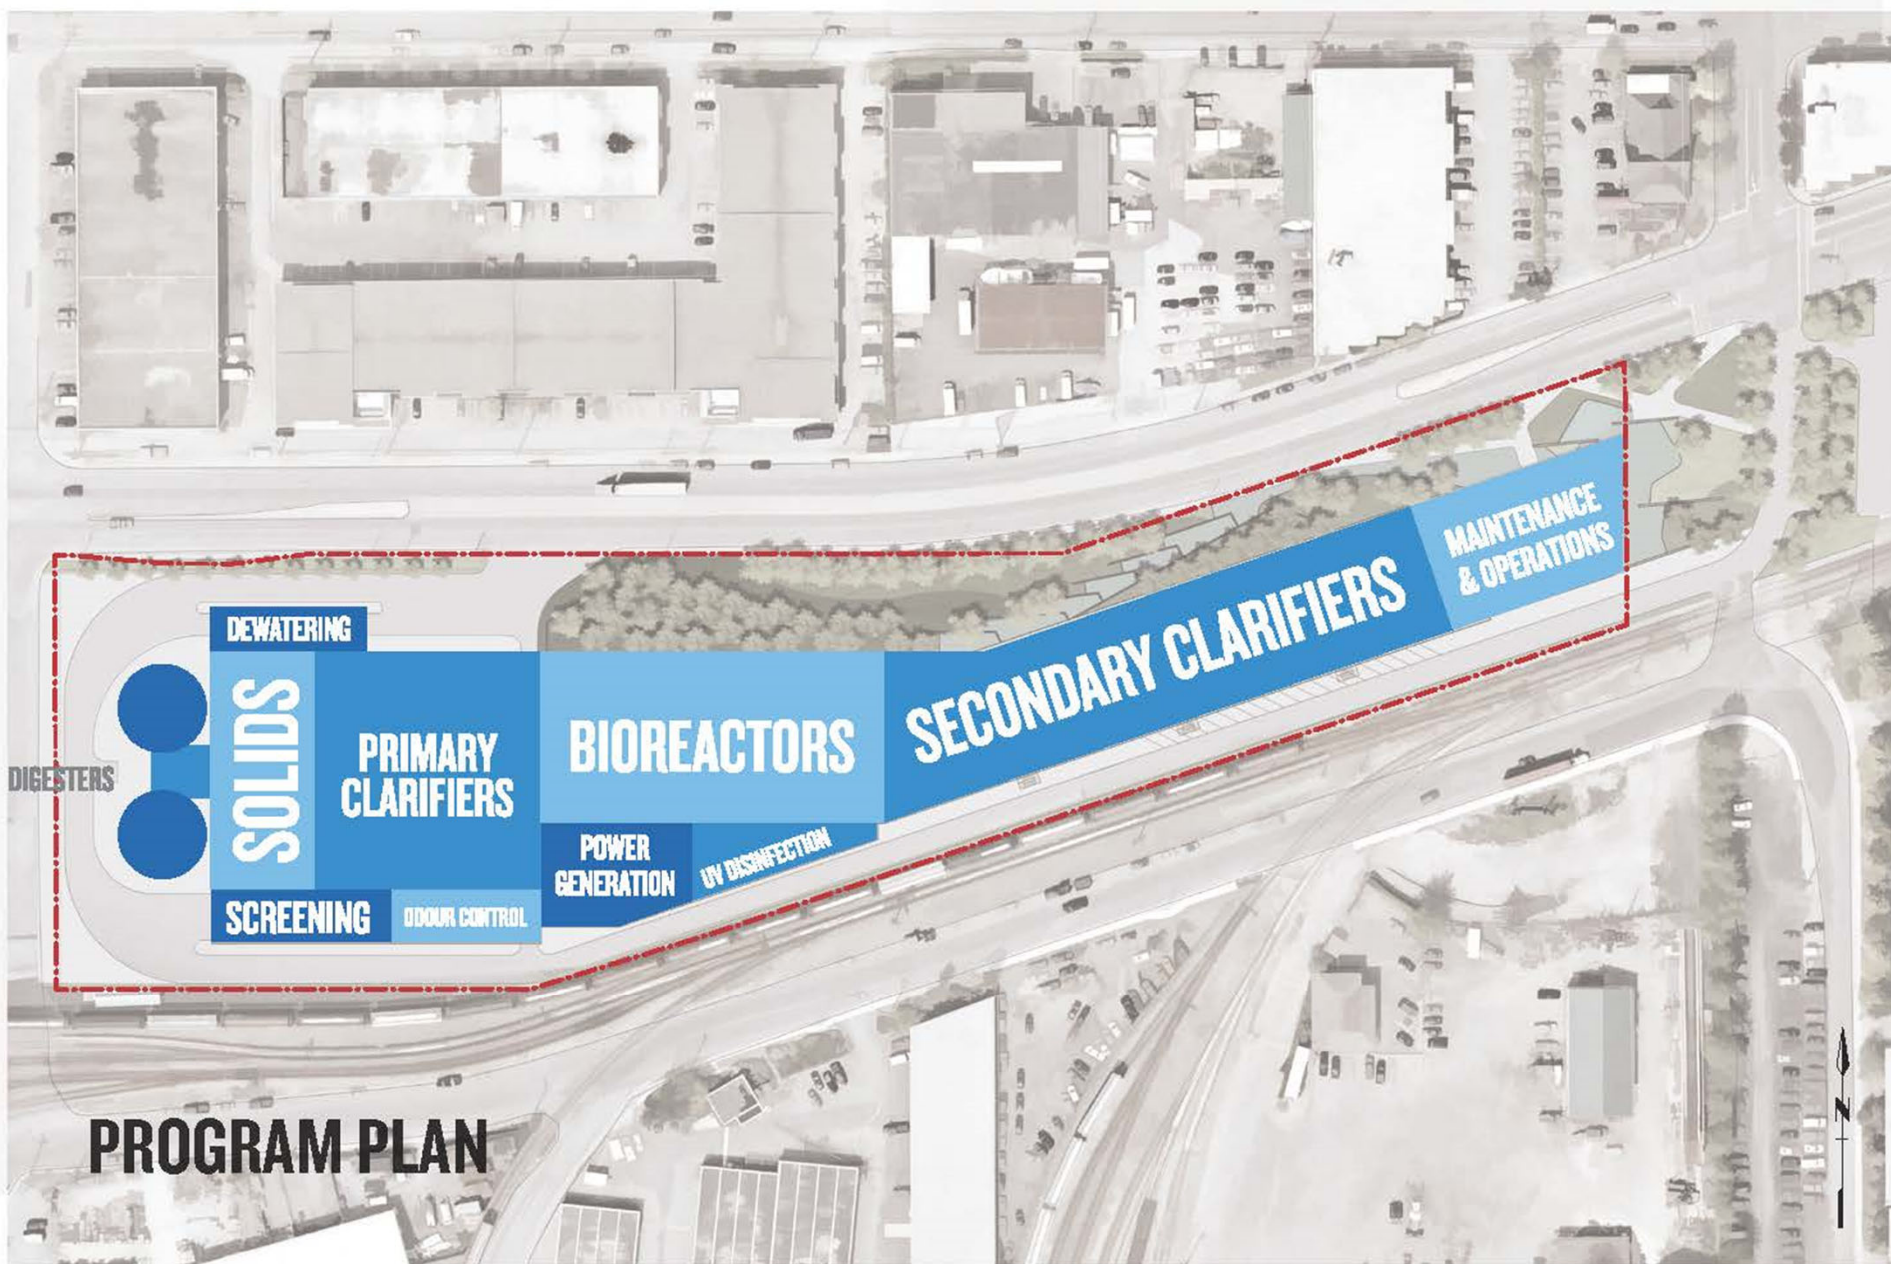 DEWATERING
SOLIDS
DIGESTERS
PRIMARY
CLARIFIERS
BIOREACTORS
SECONDARY CLARIFIERS
MAINTENANCE
& OPERATIONS
POWER
GENERATION
UV DISINFECTION
SCREENING
ODOUR CONTROL
PROGRAM PLAN
N